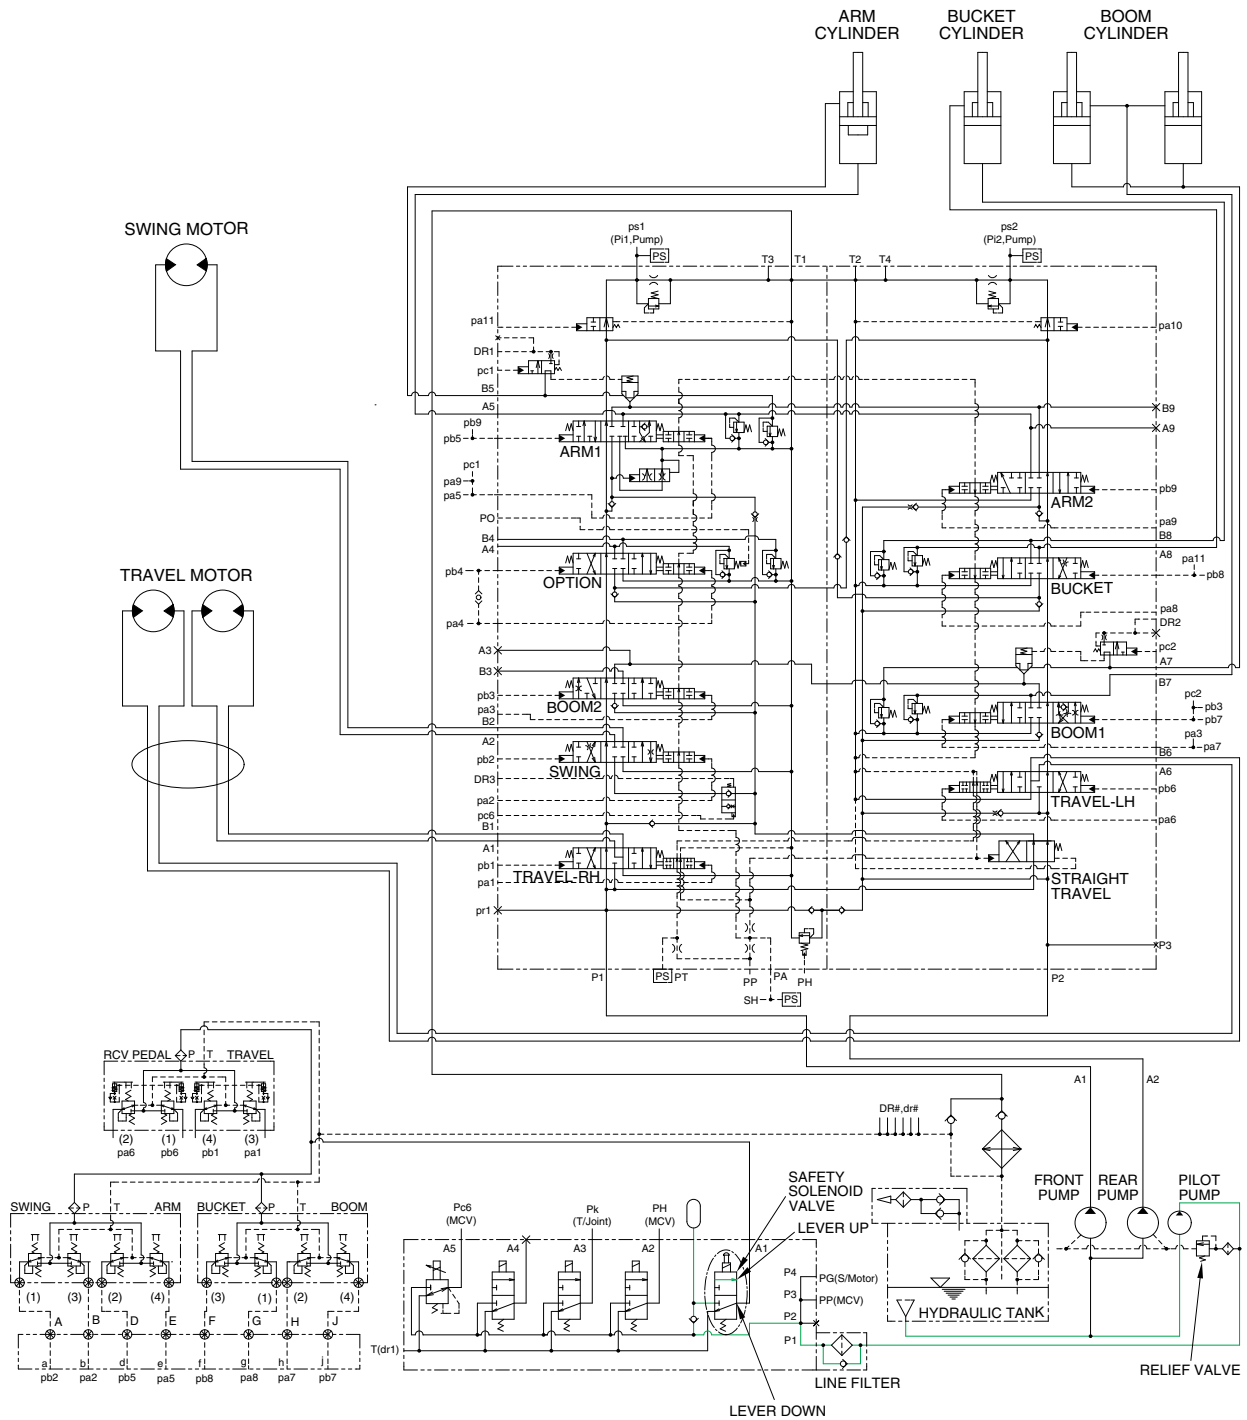 ARM
CYLINDER
BUCKET
CYLINDER
BOOM
CYLINDER
SWING MOTOR
ps1
(Pi1,Pump)
PS
ps2
(Pi2,Pump)
PS
T3
T1
T2
T4
pa11
pa10
DR1
pc1
B5
A5
B9
A9
pb9
pb5
ARM1
pc1
pa9
pa5
pb9
ARM2
PO
pa9
B4
A4
B8
A8
pb4
OPTION
BUCKET
pa11
pb8
pa4
pa8
DR2
TRAVEL MOTOR
A3
B3
pc2
A7
B7
pb3
pa3
BOOM2
B2
pc2
pb3
pb7
BOOM1
pa3
pa7
A2
pb2
SWING
B6
A6
DR3
pa2
pc6
B1
TRAVEL-LH
pb6
pa6
A1
pb1
pa1
TRAVEL-RH
STRAIGHT
TRAVEL
pr1
P3
P1
PS
PT
PP
PA
PH
SH
PS
P2
RCV PEDAL
P
T
TRAVEL
(2)
(1)
(4)
(3)
pa6
pb6
pb1
pa1
A1
A2
DR#,dr#
SWING
P
T
ARM
BUCKET
P
T
BOOM
(1)
(3)
(2)
(4)
(3)
(1)
(2)
(4)
A
B
D
E
F
G
H
J
a
b
d
e
f
g
h
j
pb2
pa2
pb5
pa5
pb8
pa8
pa7
pb7
Pc6
(MCV)
Pk
(T/Joint)
PH
(MCV)
SAFETY
SOLENOID
VALVE
LEVER UP
A5
A4
A3
A2
A1
P4
PG(S/Motor)
P3
PP(MCV)
P2
P1
T(dr1)
LINE FILTER
LEVER DOWN
FRONT
PUMP
REAR
PUMP
PILOT
PUMP
HYDRAULIC TANK
RELIEF VALVE